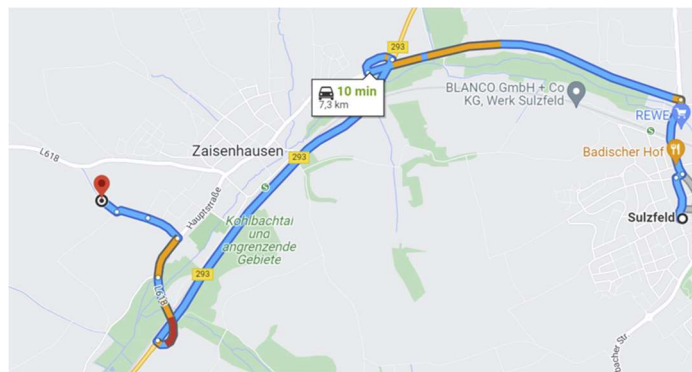 293
10 min
7,3 km
BLANCO GmbH + Co
KG, Werk Sulzfeld
REWE
Badischer Hof
Zaisenhausen
293
L618
Hauptstraße
Sulzfeld
Kohlbachtal
und
angrenzende
Gebiete
293
L618